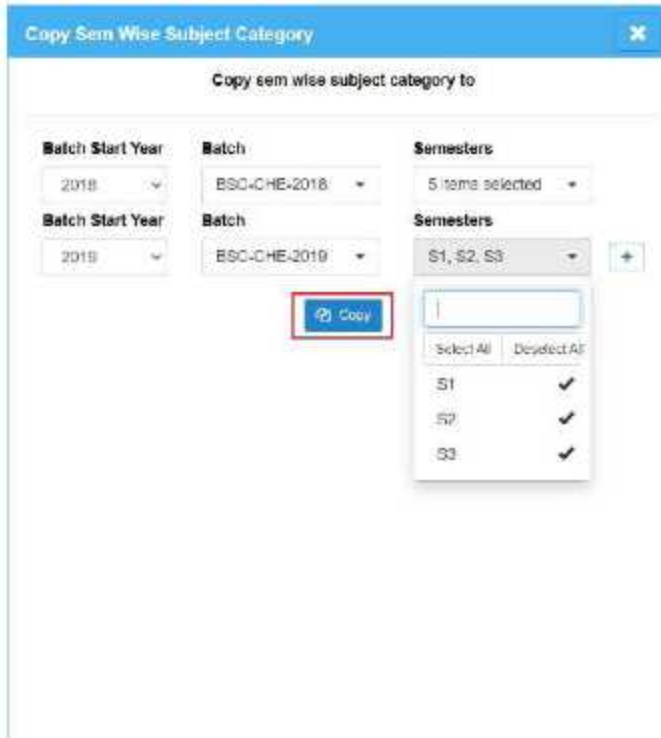 Copy Sem Wise Subject Category
Copy sem wise subject category to
Batch Start Year Batch Semesters
2018 BSC-CHE-2018 5 items selected
Batch Start Year Batch Semesters
2019 BSC-CHE-2019 S1, S2, S3 +
Copy
Select All Deselect All
S1
S2
S3